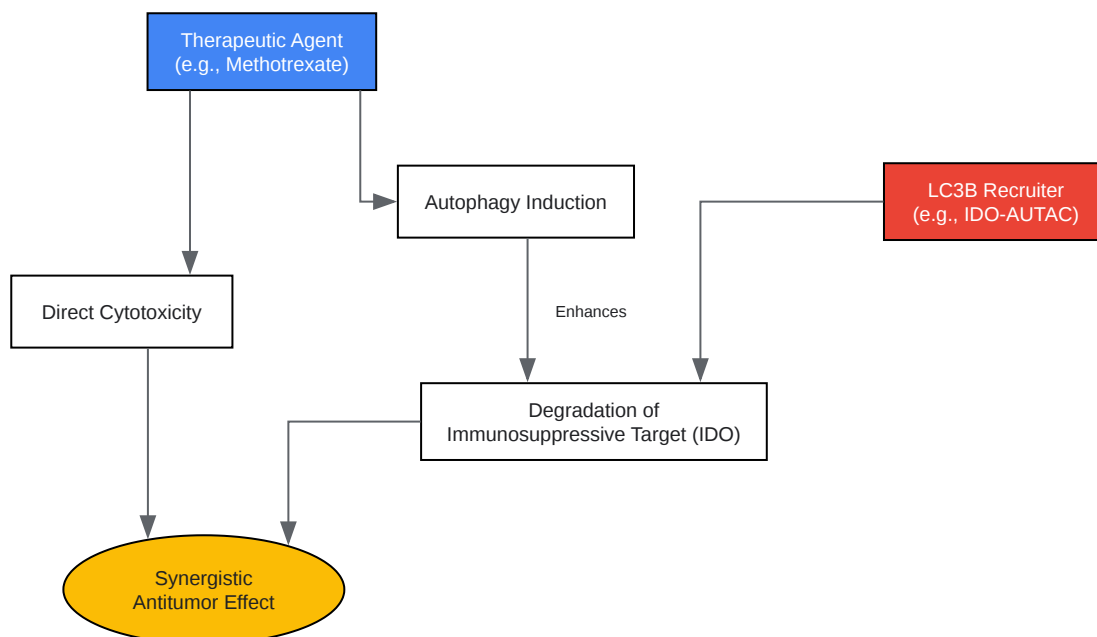 Therapeutic Agent
(e.g., Methotrexate)
Autophagy Induction
LC3B Recruiter
(e.g., IDO-AUTAC)
Direct Cytotoxicity
Enhances
Degradation of
Immunosuppressive Target (IDO)
Synergistic
Antitumor Effect